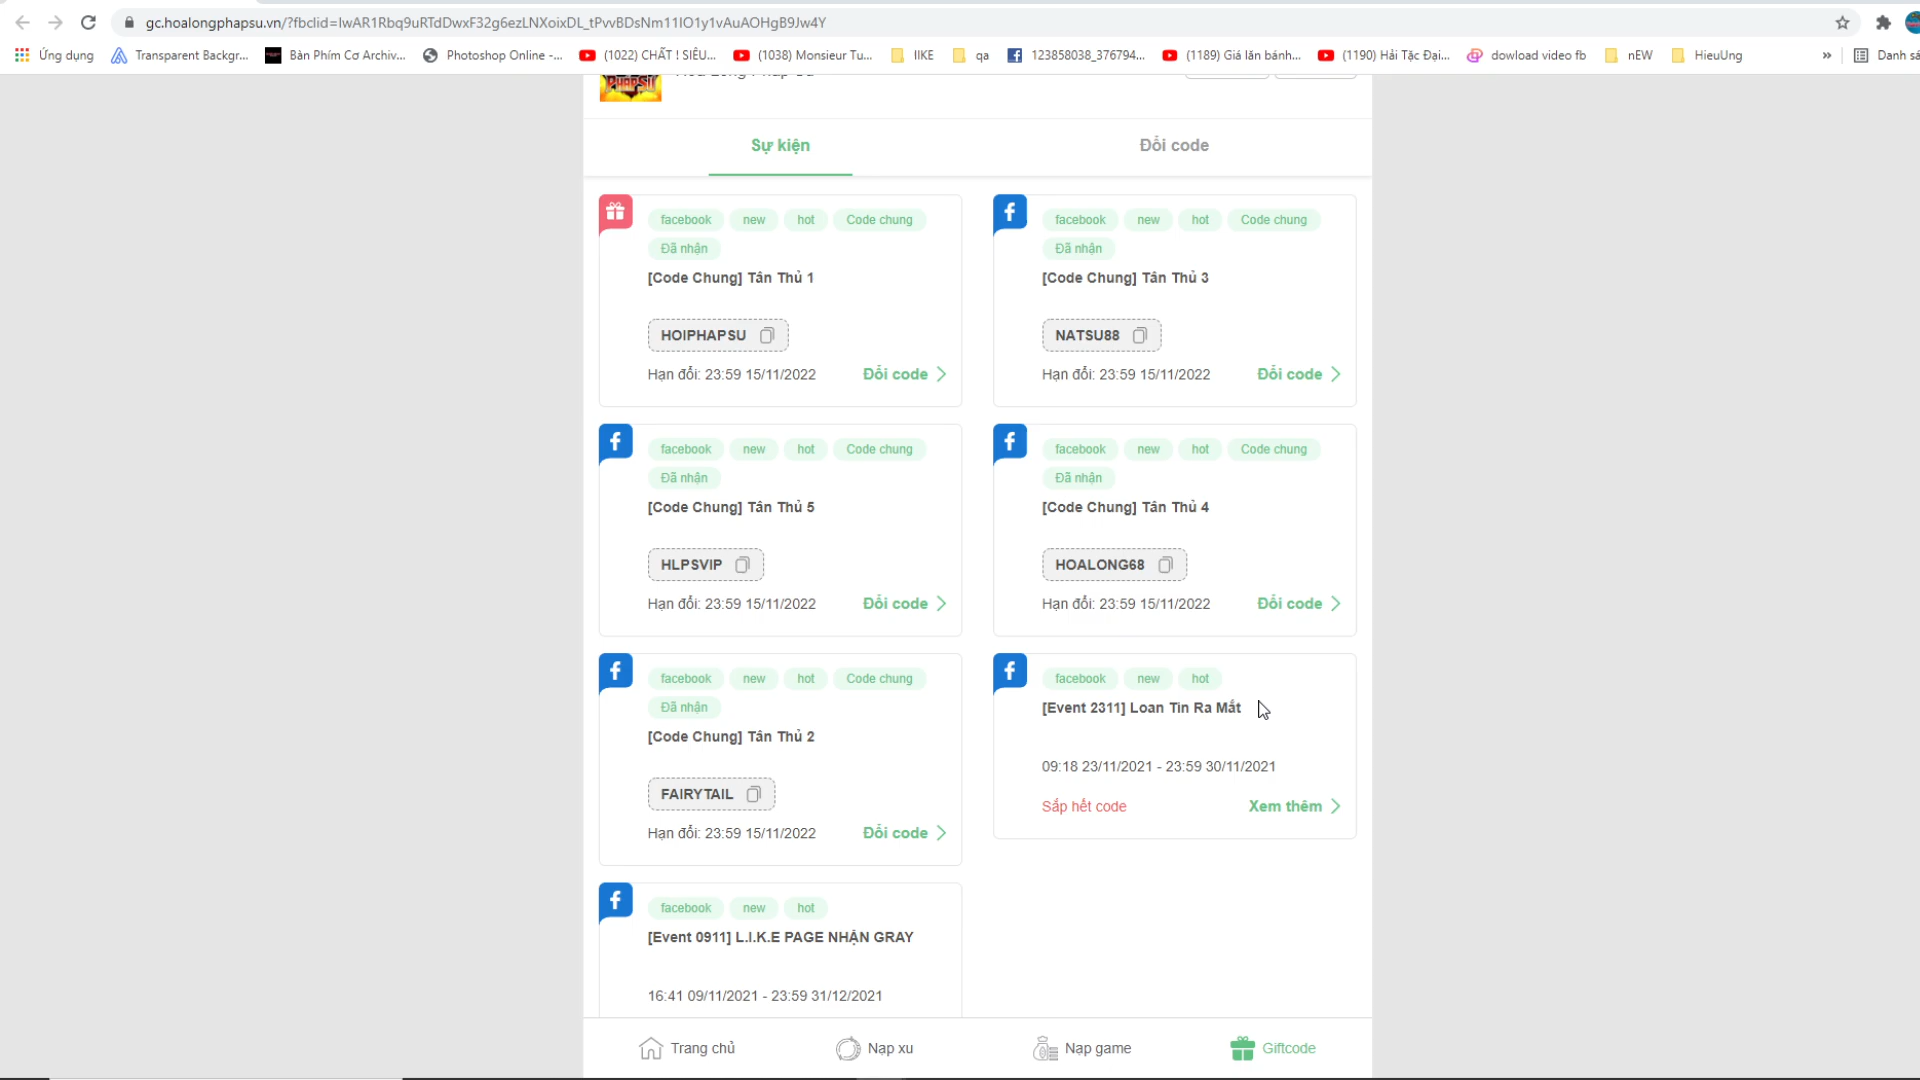 gc.hoalongphapsu.vn/?fbclid=IwAR1Rbq9uRTdDwxF32g6ezLNXoixDL_tPvvBDsNm11IO1y1vAuAOHgB9Jw4Y
Ứng dụng
Transparent Backgr...
Bàn Phím Cơ Archiv...
Photoshop Online -...
(1022) CHẤT ! SIÊU...
(1038) Monsieur Tu...
lIKE
qa
123858038_376794...
(1189) Giá lăn bánh...
(1190) Hải Tặc Đại...
dowload video fb
nEW
HieuUng
»
Danh sá
PHAPSU
Sự kiện
Đổi code
facebook new hot Code chung
Đã nhận
[Code Chung] Tân Thủ 1
HOIPHAPSU
Hạn đổi: 23:59 15/11/2022 Đổi code
facebook new hot Code chung
Đã nhận
[Code Chung] Tân Thủ 3
NATSU88
Hạn đổi: 23:59 15/11/2022 Đổi code
facebook new hot Code chung
Đã nhận
[Code Chung] Tân Thủ 5
HLPSVIP
Hạn đổi: 23:59 15/11/2022 Đổi code
facebook new hot Code chung
Đã nhận
[Code Chung] Tân Thủ 4
HOALONG68
Hạn đổi: 23:59 15/11/2022 Đổi code
facebook new hot Code chung
Đã nhận
[Code Chung] Tân Thủ 2
FAIRYTAIL
Hạn đổi: 23:59 15/11/2022 Đổi code
facebook new hot
[Event 2311] Loan Tin Ra Mắt
09:18 23/11/2021 - 23:59 30/11/2021
Sắp hết code Xem thêm
facebook new hot
[Event 0911] L.I.K.E PAGE NHẬN GRAY
16:41 09/11/2021 - 23:59 31/12/2021
Trang chủ
Nạp xu
Nạp game
Giftcode